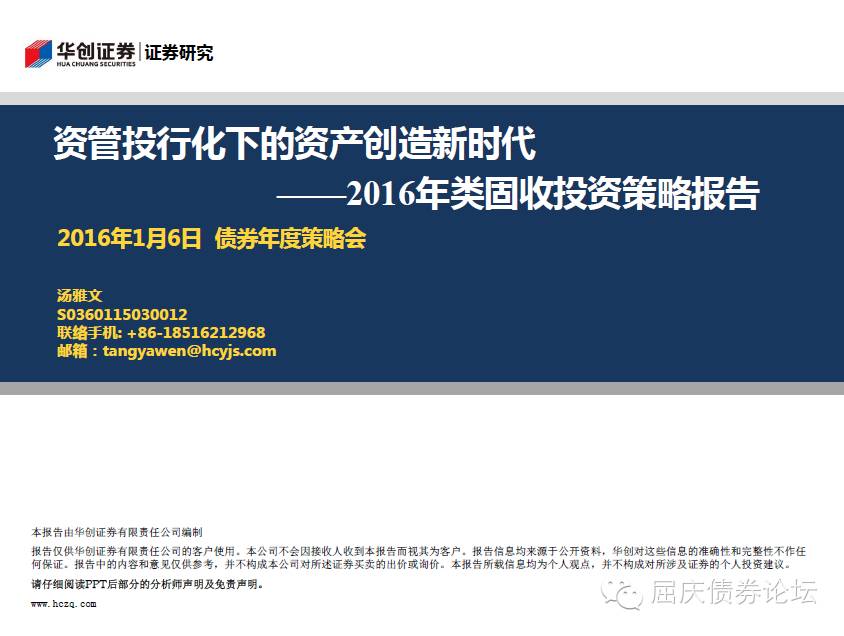 华创证券 证券研究
HUA CHUANG SECURITIES
资管投行化下的资产创造新时代
——2016年类固收投资策略报告
2016年1月6日 债券年度策略会
汤雅文
S0360115030012
联络手机: +86-18516212968
邮箱：tangyawen@hcyjs.com
本报告由华创证券有限责任公司编制
报告仅供华创证券有限责任公司的客户使用。本公司不会因接收人收到本报告而视其为客户。报告信息均来源于公开资料，华创对这些信息的准确性和完整性不作任
何保证。报告中的内容和意见仅供参考，并不构成本公司对所述证券买卖的出价或询价。本报告所载信息均为个人观点，并不构成对所涉及证券的个人投资建议。
请仔细阅读PPT后部分的分析师声明及免责声明。
www.hczq.com
屈庆债券论坛